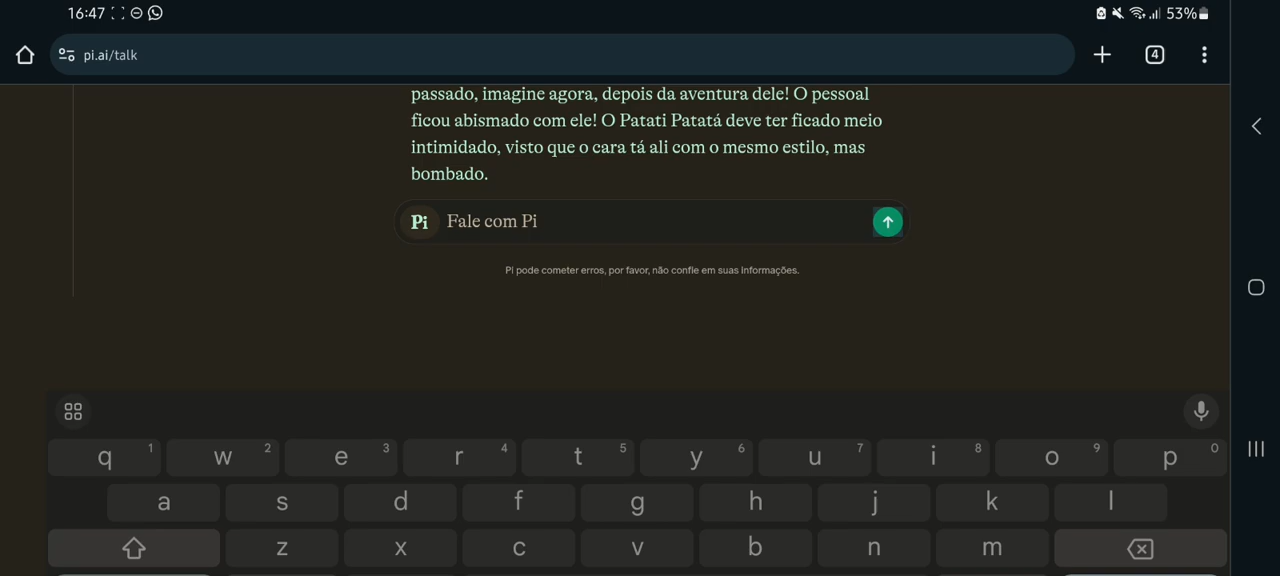 16:47
53%
pi.ai/talk
4
passado, imagine agora, depois da aventura dele! O pessoal
ficou abismado com ele! O Patati Patatá deve ter ficado meio
intimidado, visto que o cara tá ali com o mesmo estilo, mas
bombado.
Pi Fale com Pi
Pi pode cometer erros, por favor, não confie em suas informações.
q 1 w 2 e 3 r 4 t 5 y 6 u 7 i 8 o 9 p 0
a s d f g h j k l
z x c v b n m